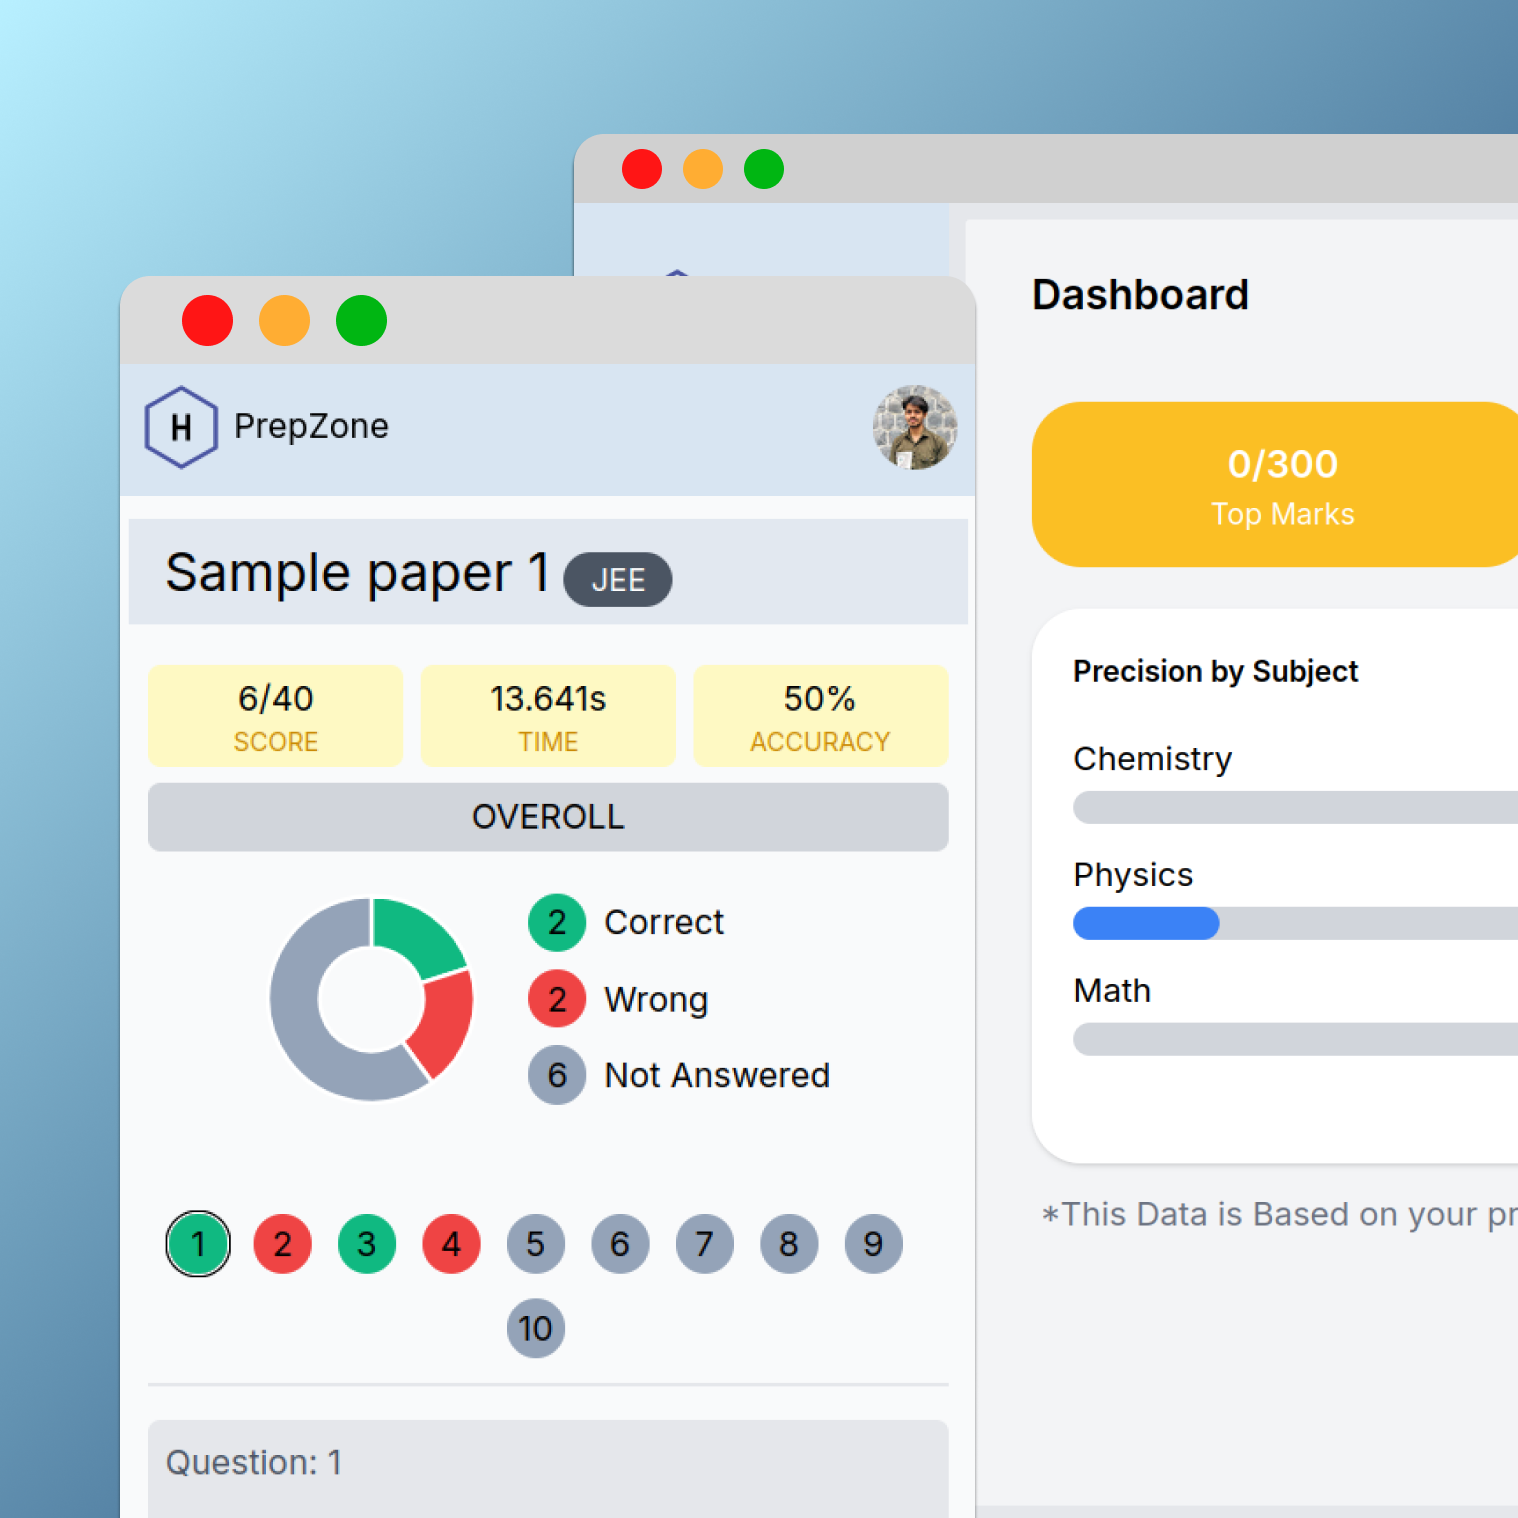 Dashboard
0/300
Top Marks
Precision by Subject
Chemistry
Physics
Math
*This Data is Based on your pr
H PrepZone
Sample paper 1 JEE
6/40 13.641s 50%
SCORE TIME ACCURACY
OVEROLL
2 Correct
2 Wrong
6 Not Answered
1 2 3 4 5 6 7 8 9
10
Question: 1